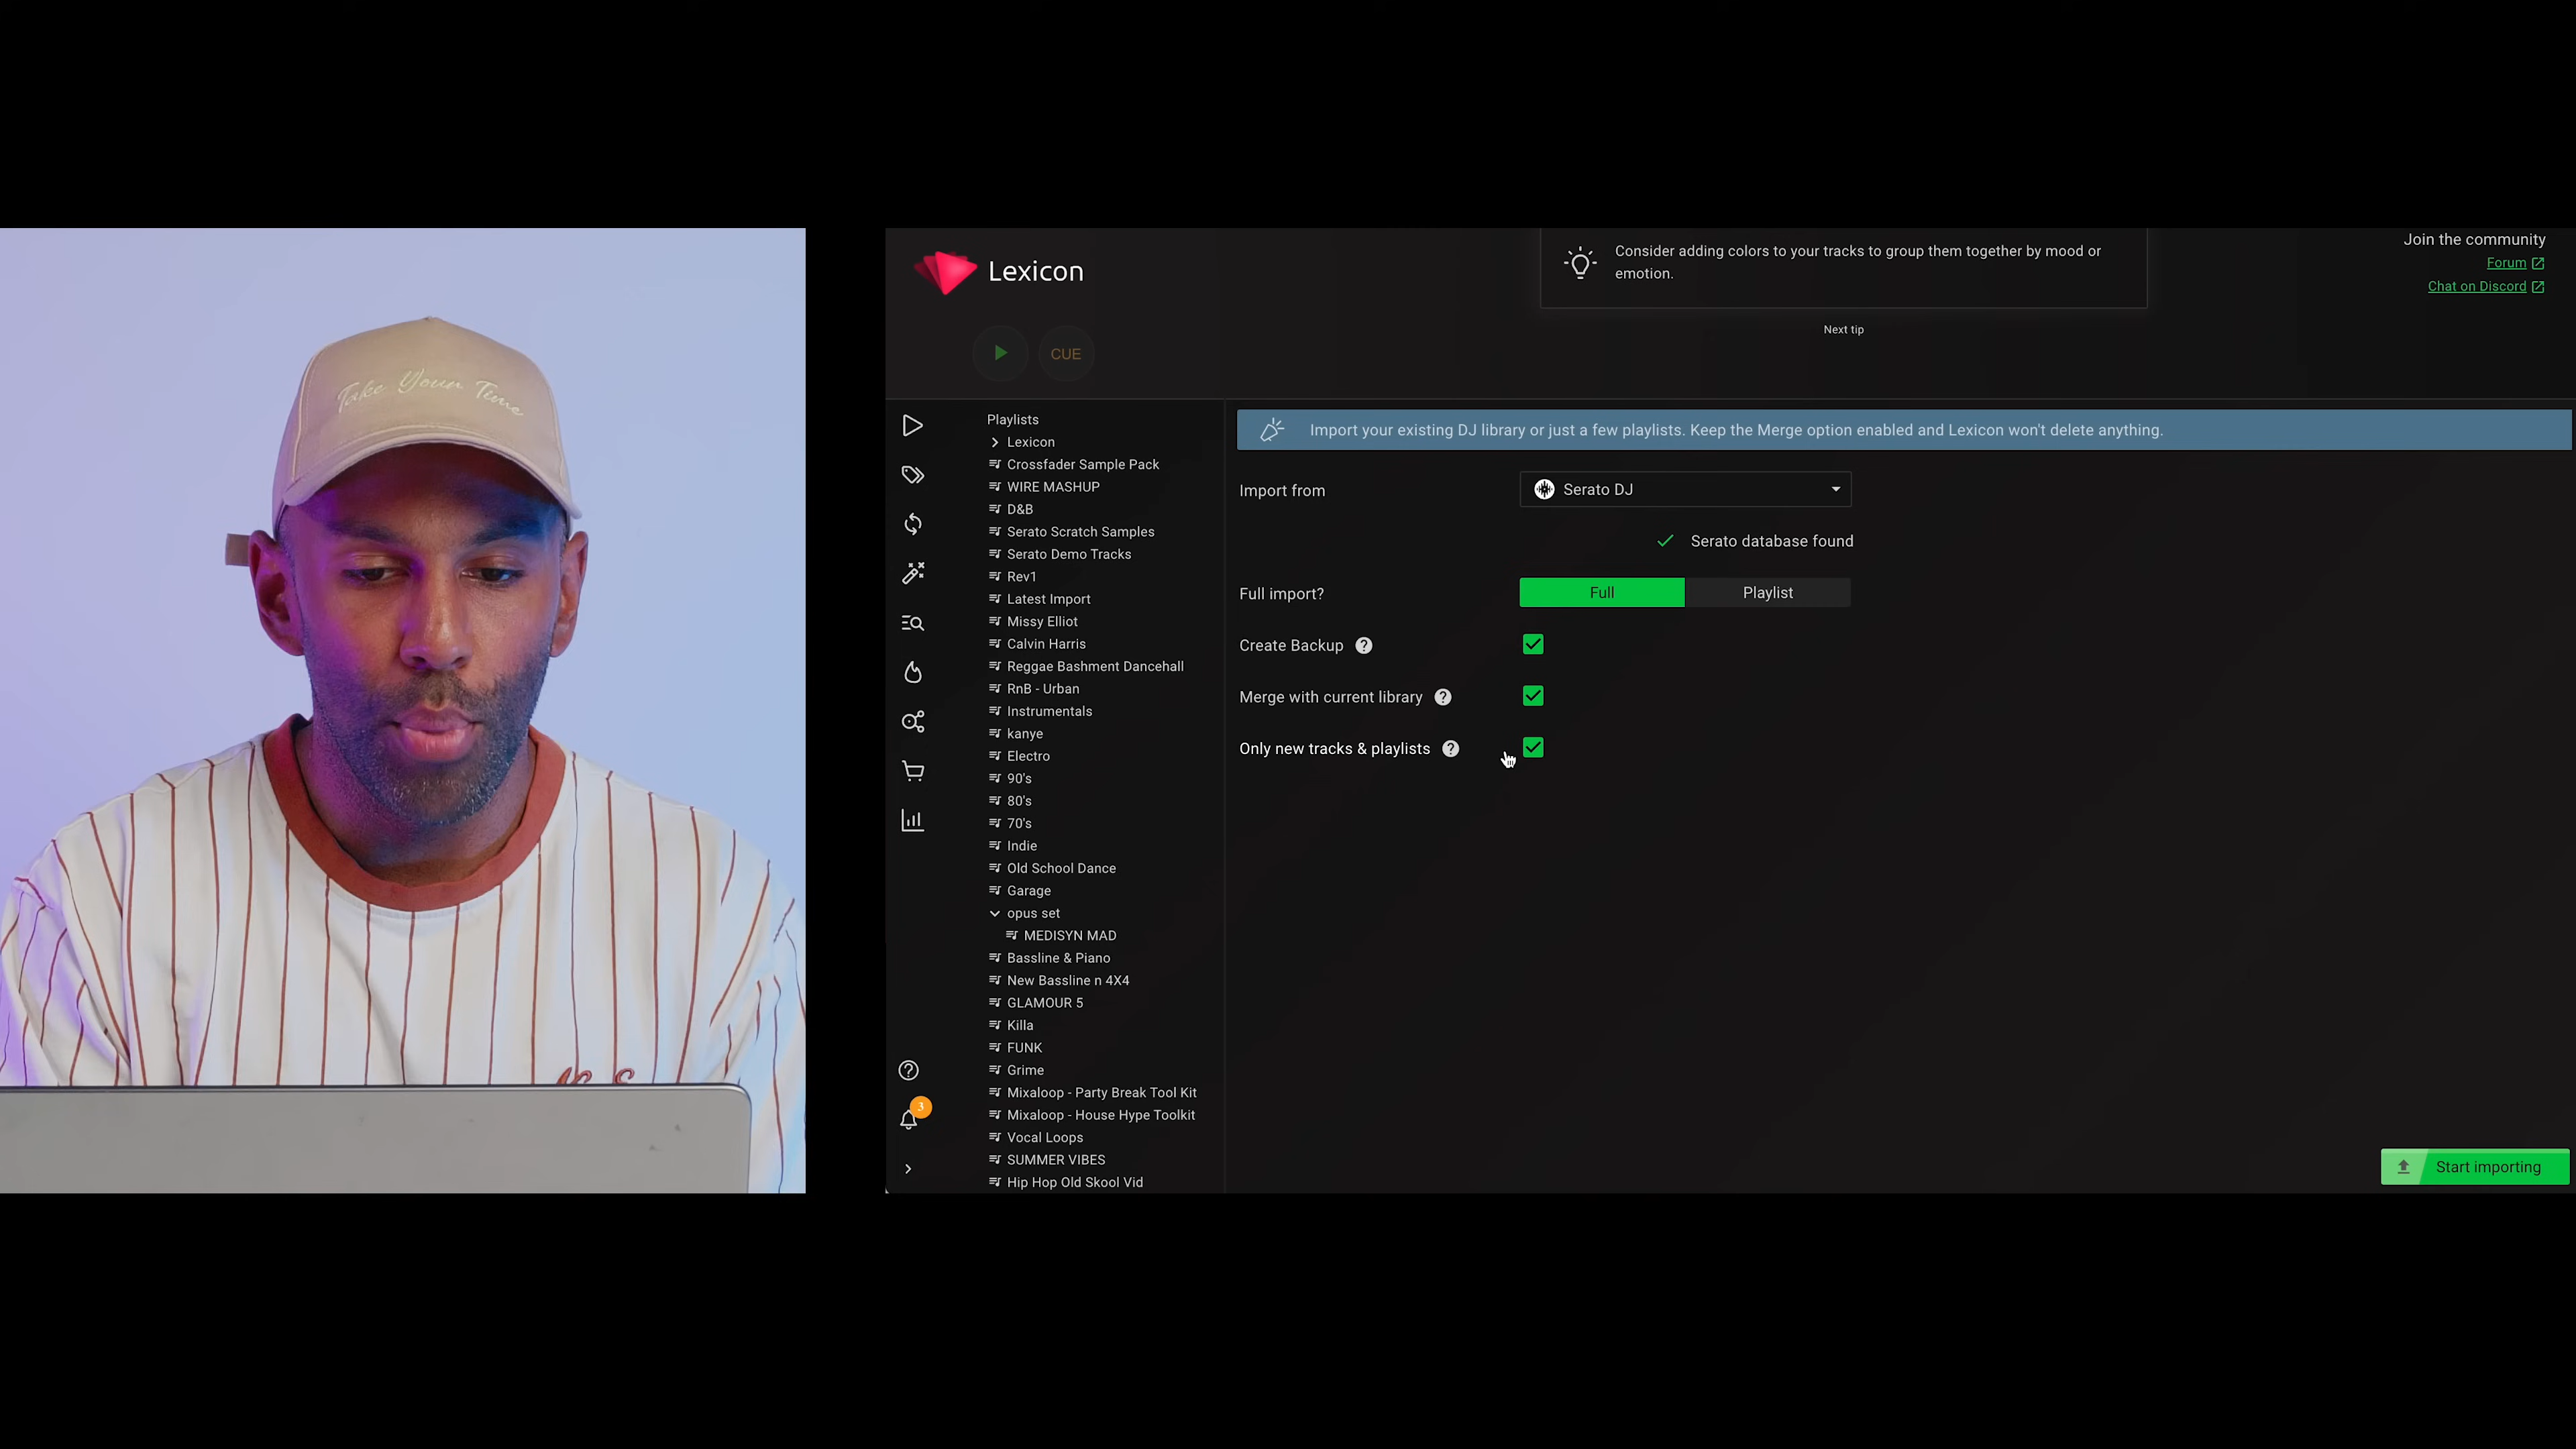 Take Your Time
Lexicon
Consider adding colors to your tracks to group them together by mood or
emotion.
Next tip
Join the community
Forum
Chat on Discord
CUE
Playlists
Lexicon
Crossfader Sample Pack
WIRE MASHUP
D&B
Serato Scratch Samples
Serato Demo Tracks
Rev1
Latest Import
Missy Elliot
Calvin Harris
Reggae Bashment Dancehall
RnB - Urban
Instrumentals
kanye
Electro
90's
80's
70's
Indie
Old School Dance
Garage
opus set
MEDISYN MAD
Bassline & Piano
New Bassline n 4X4
GLAMOUR 5
Killa
FUNK
Grime
Mixaloop - Party Break Tool Kit
Mixaloop - House Hype Toolkit
Vocal Loops
SUMMER VIBES
Hip Hop Old Skool Vid
3
Import your existing DJ library or just a few playlists. Keep the Merge option enabled and Lexicon won't delete anything.
Import from
Serato DJ
Serato database found
Full import?
Full
Playlist
Create Backup
Merge with current library
Only new tracks & playlists
Start importing